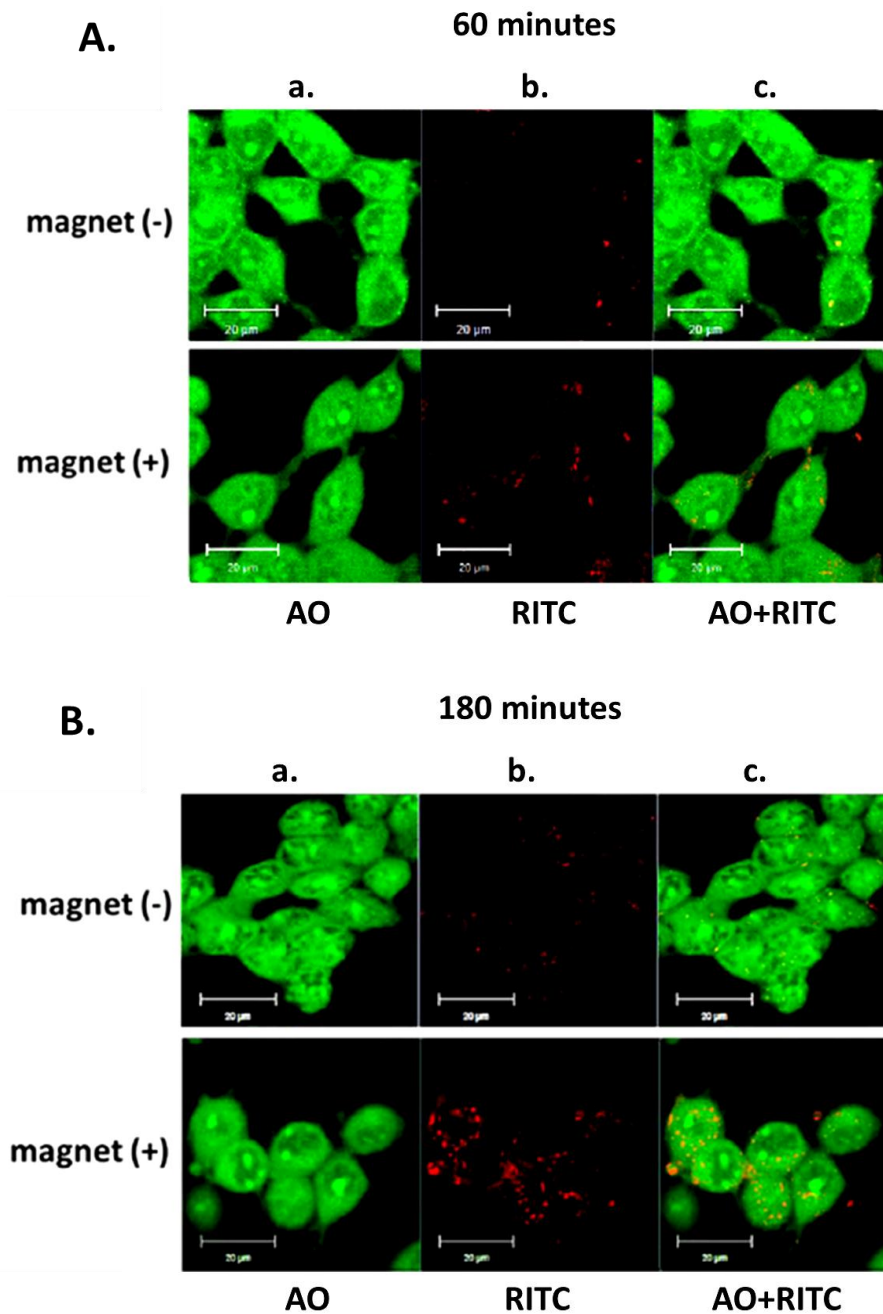 A.
60 minutes
a. b. c.
magnet (-)
20 µm 20 µm 20 µm
magnet (+)
20 µm 20 µm 20 µm
AO RITC AO+RITC
B.
180 minutes
a. b. c.
magnet (-)
20 µm 20 µm 20 µm
magnet (+)
20 µm 20 µm 20 µm
AO RITC AO+RITC